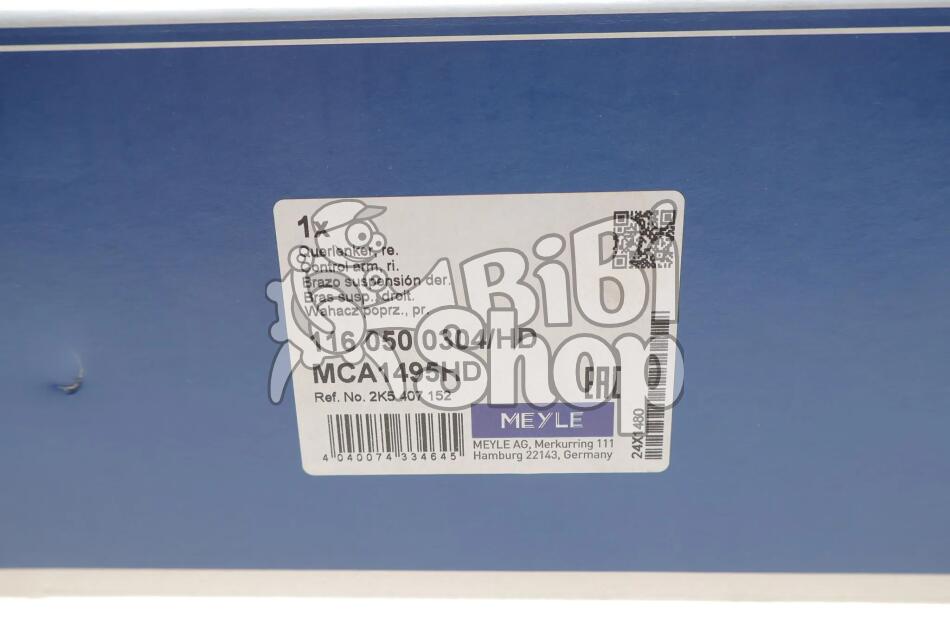 1x
Querlenker, re.
Control arm, ri.
Brazo suspensión der.
Bras susp., droit.
Wahacz poprz., pr.
116 050 0304/HD
MCA1495HD
Ref. No. 2K5 407 152
4 040074 334645
MEYLE
MEYLE AG, Merkurring 111
Hamburg 22143, Germany
EAC
24X1480
BiBi
Shop